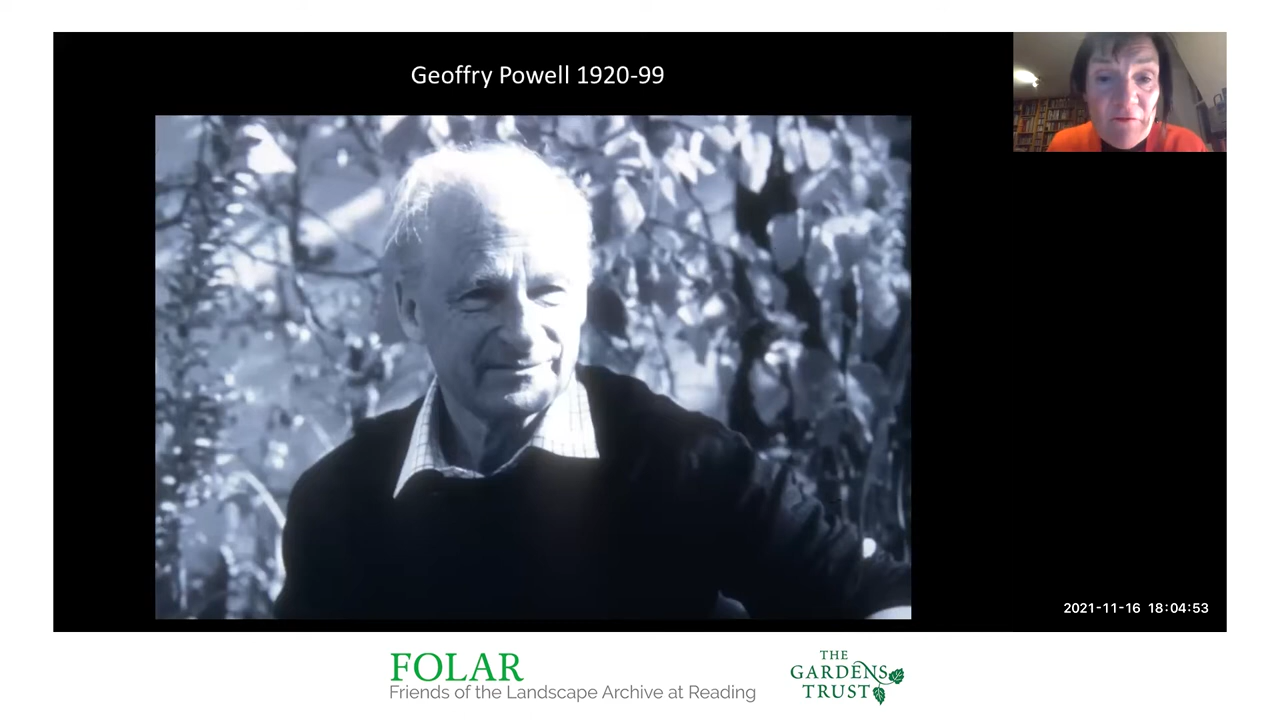 Geoffry Powell 1920-99
2021-11-16 18:04:53
FOLAR
Friends of the Landscape Archive at Reading
THE
GARDENS
TRUST